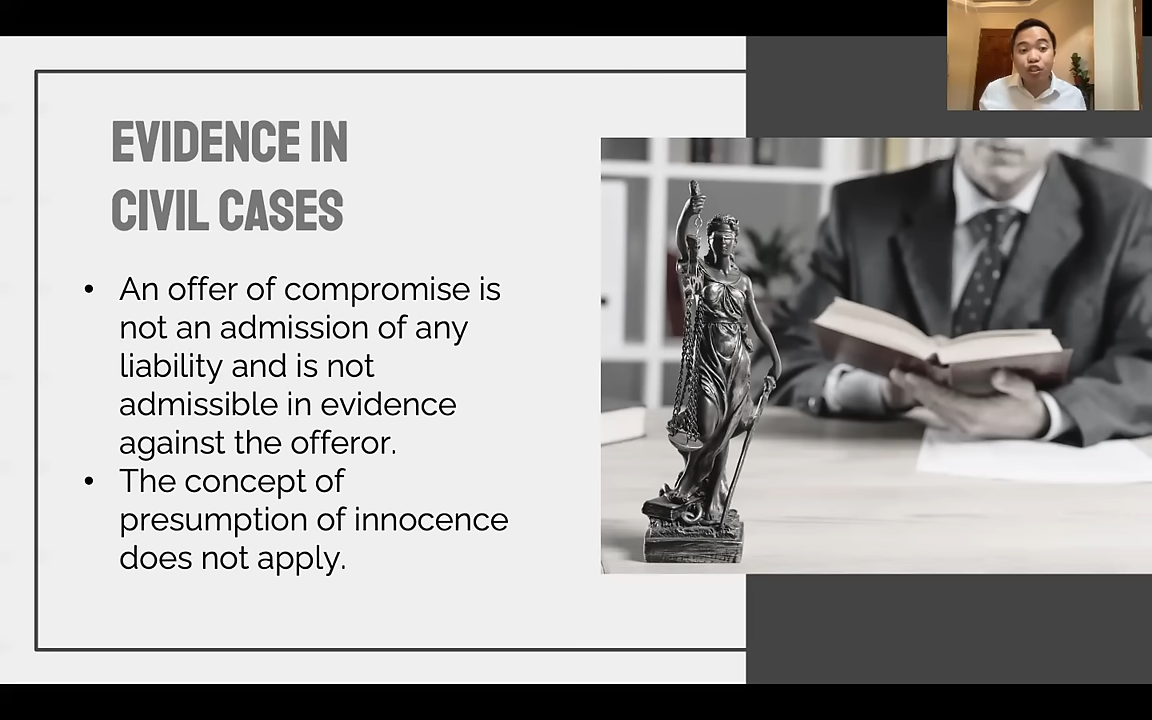 EVIDENCE IN
CIVIL CASES
• An offer of compromise is
not an admission of any
liability and is not
admissible in evidence
against the offeror.
• The concept of
presumption of innocence
does not apply.